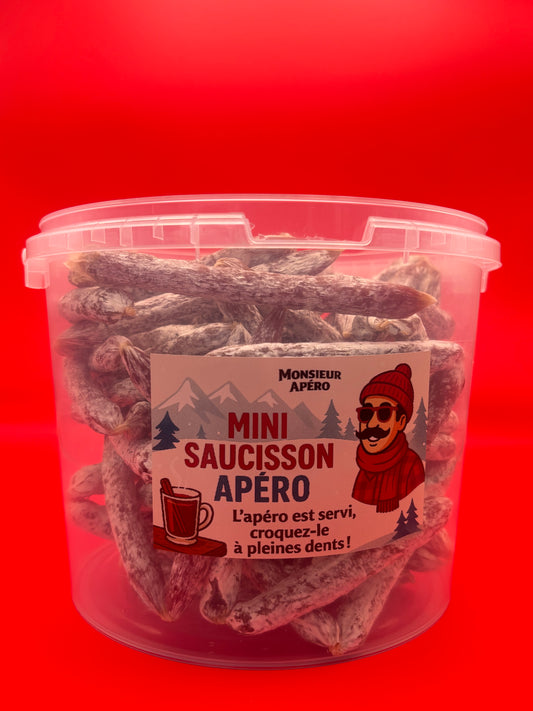 MONSIEUR
APÉRO
MINI
SAUCISSON
APÉRO
L'apéro est servi,
croquez-le
à pleines dents !